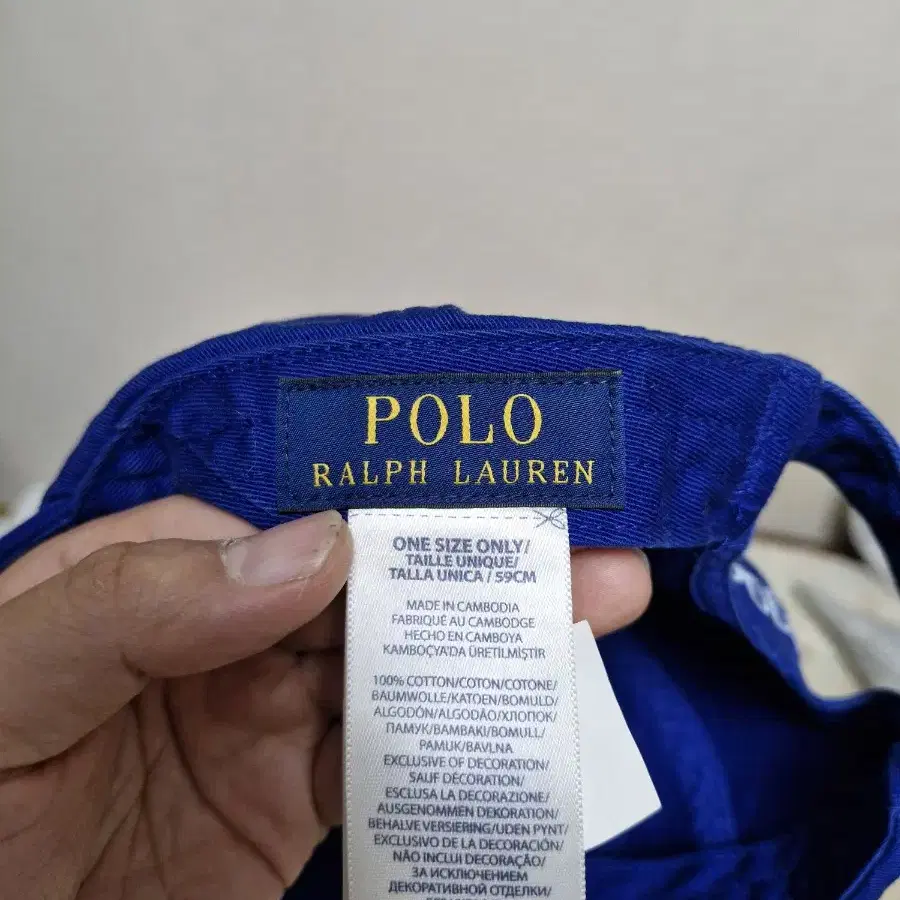 POLO
RALPH LAUREN
ONE SIZE ONLY/
TAILLE UNIQUE/
TALLA UNICA / 59CM
MADE IN CAMBODIA
FABRIQUÉ AU CAMBODGE
HECHO EN CAMBOYA
KAMBOÇYA'DA ÜRETILMIŞTIR
100% COTTON/COTON/COTONE/
BAUMWOLLE/KATOEN/BOMULD/
ALGODÓN/ALGODÃO/ХЛОПОК/
ПАМУК/BAMBAKI/BOMULL/
PAMUK/BAVLNA
EXCLUSIVE OF DECORATION/
SAUF DÉCORATION/
ESCLUSA LA DECORAZIONE/
AUSGENOMMEN DEKORATION/
BEHALVE VERSIERING/UDEN PYNT/
EXCLUSIVO DE LA DECORACIÓN/
NÃO INCLUI DECORAÇÃO/
ЗА ИСКЛЮЧЕНИЕМ
ДЕКОРАТИВНОЙ ОТДЕЛКИ/